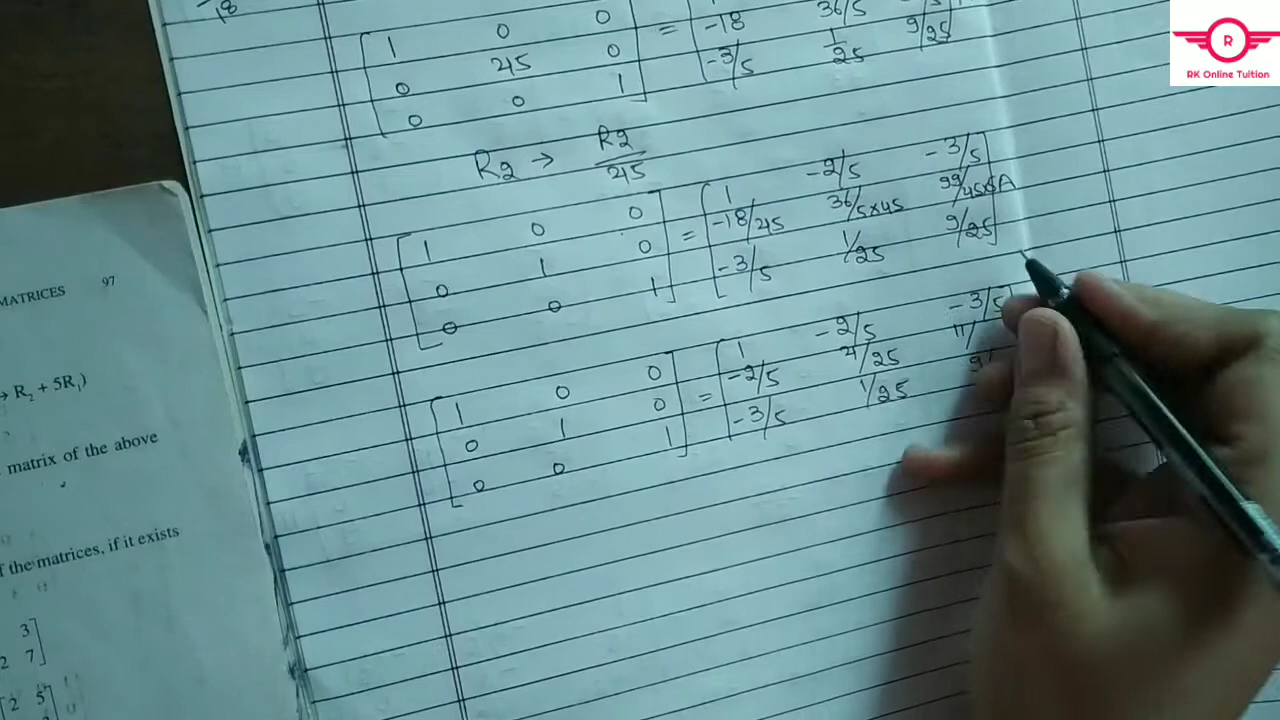 R
RK Online Tuition
18
1 0 0
0 45 0
0 0 1
=
-18 36/5
-3/5 1/25 9/25
R2 → R2/45
1 0 0
0 1 0
0 0 1
=
1 -2/5 -3/5
-18/45 36/5×45 99/45×5 A
-3/5 1/25 9/25
1 0 0
0 1 0
0 0 1
=
1 -2/5 -3/5
-2/5 4/25 11/
-3/5 1/25 9/
MATRICES 97
→ R2 + 5R1)
matrix of the above
of the matrices, if it exists
3
2 7
2 5